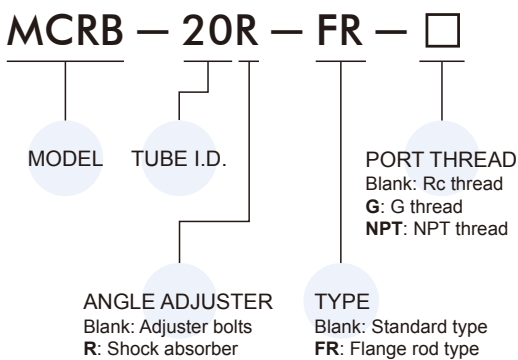 MCRB — 20R — FR — □
MODEL
TUBE I.D.
PORT THREAD
Blank: Rc thread
G: G thread
NPT: NPT thread
ANGLE ADJUSTER
Blank: Adjuster bolts
R: Shock absorber
TYPE
Blank: Standard type
FR: Flange rod type